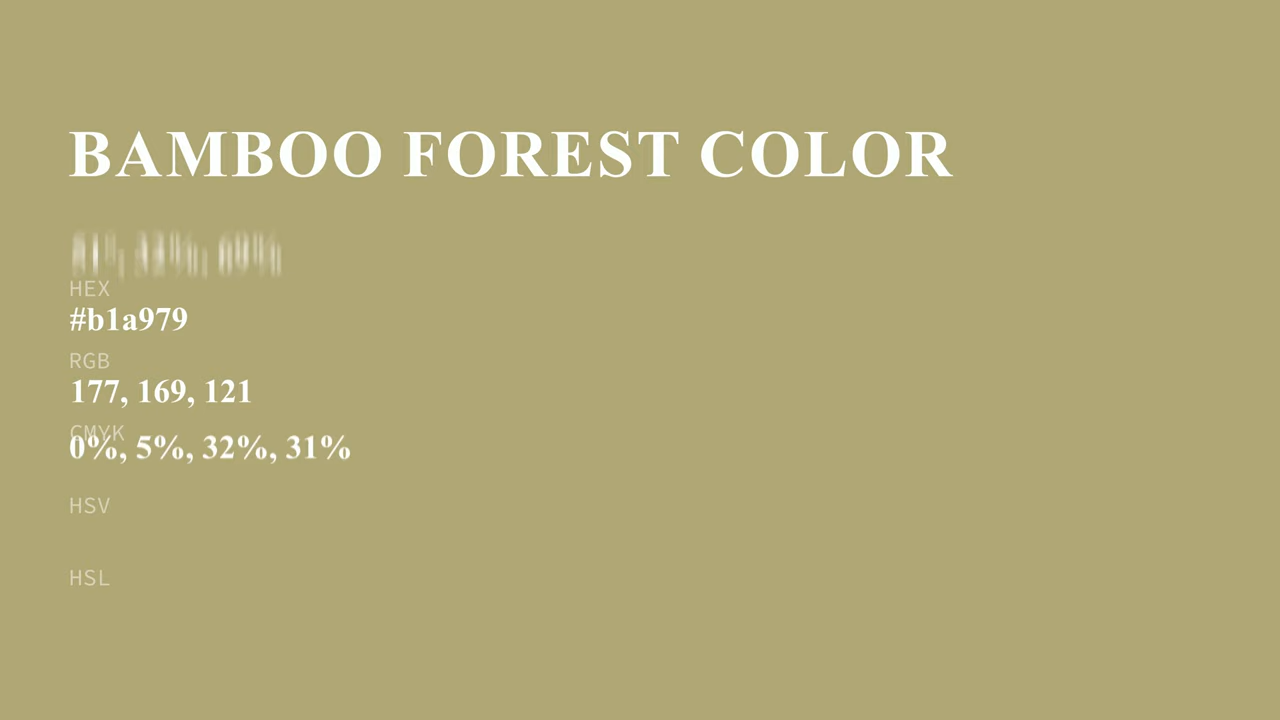 BAMBOO FOREST COLOR
HEX
#b1a979
RGB
177, 169, 121
CMYK
0%, 5%, 32%, 31%
HSV
HSL